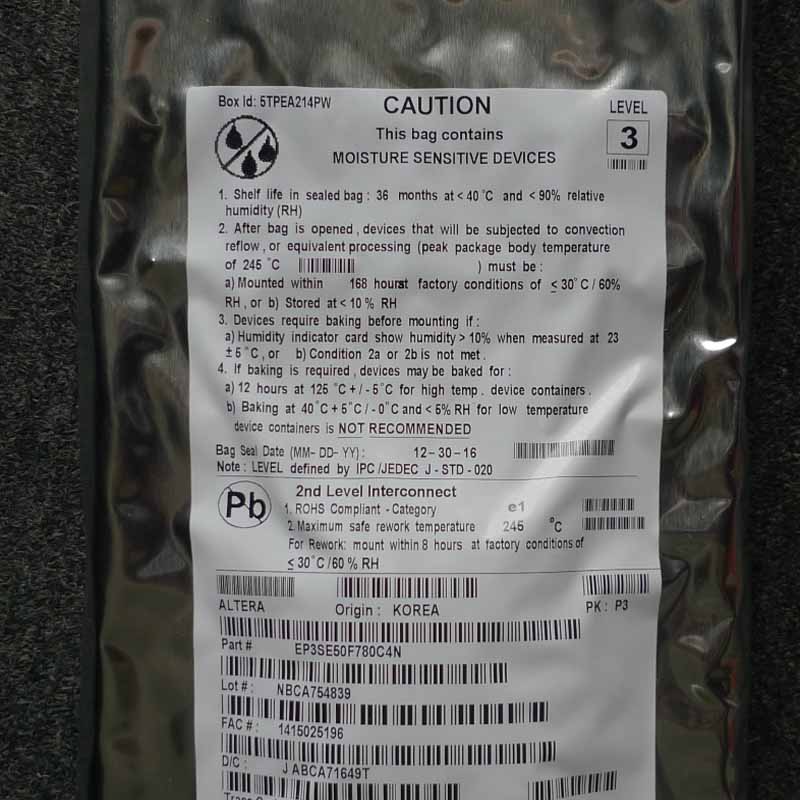 Box Id: 5TPEA214PW
CAUTION
LEVEL
This bag contains
3
MOISTURE SENSITIVE DEVICES
1. Shelf life in sealed bag : 36 months at < 40 °C and < 90% relative
humidity (RH)
2. After bag is opened , devices that will be subjected to convection
reflow , or equivalent processing (peak package body temperature
of 245 °C ) must be :
a) Mounted within 168 hourst factory conditions of ≤ 30°C / 60%
RH , or b) Stored at < 10 % RH
3. Devices require baking before mounting if :
a) Humidity indicator card show humidity > 10% when measured at 23
± 5 °C , or b) Condition 2a or 2b is not met .
4. If baking is required , devices may be baked for :
a) 12 hours at 125 °C + / - 5°C for high temp . device containers .
b) Baking at 40°C + 5°C / - 0°C and < 5% RH for low temperature
device containers is NOT RECOMMENDED
Bag Seal Date (MM- DD- YY) : 12-30-16
Note : LEVEL defined by IPC /JEDEC J - STD - 020
Pb
2nd Level Interconnect
1. ROHS Compliant - Category e1
2. Maximum safe rework temperature 245 °C
For Rework: mount within 8 hours at factory conditions of
≤ 30°C /60 % RH
ALTERA Origin : KOREA PK : P3
Part # EP3SE50F780C4N
Lot # : NBCA754839
FAC # : 1415025196
D/C : J ABCA71649T